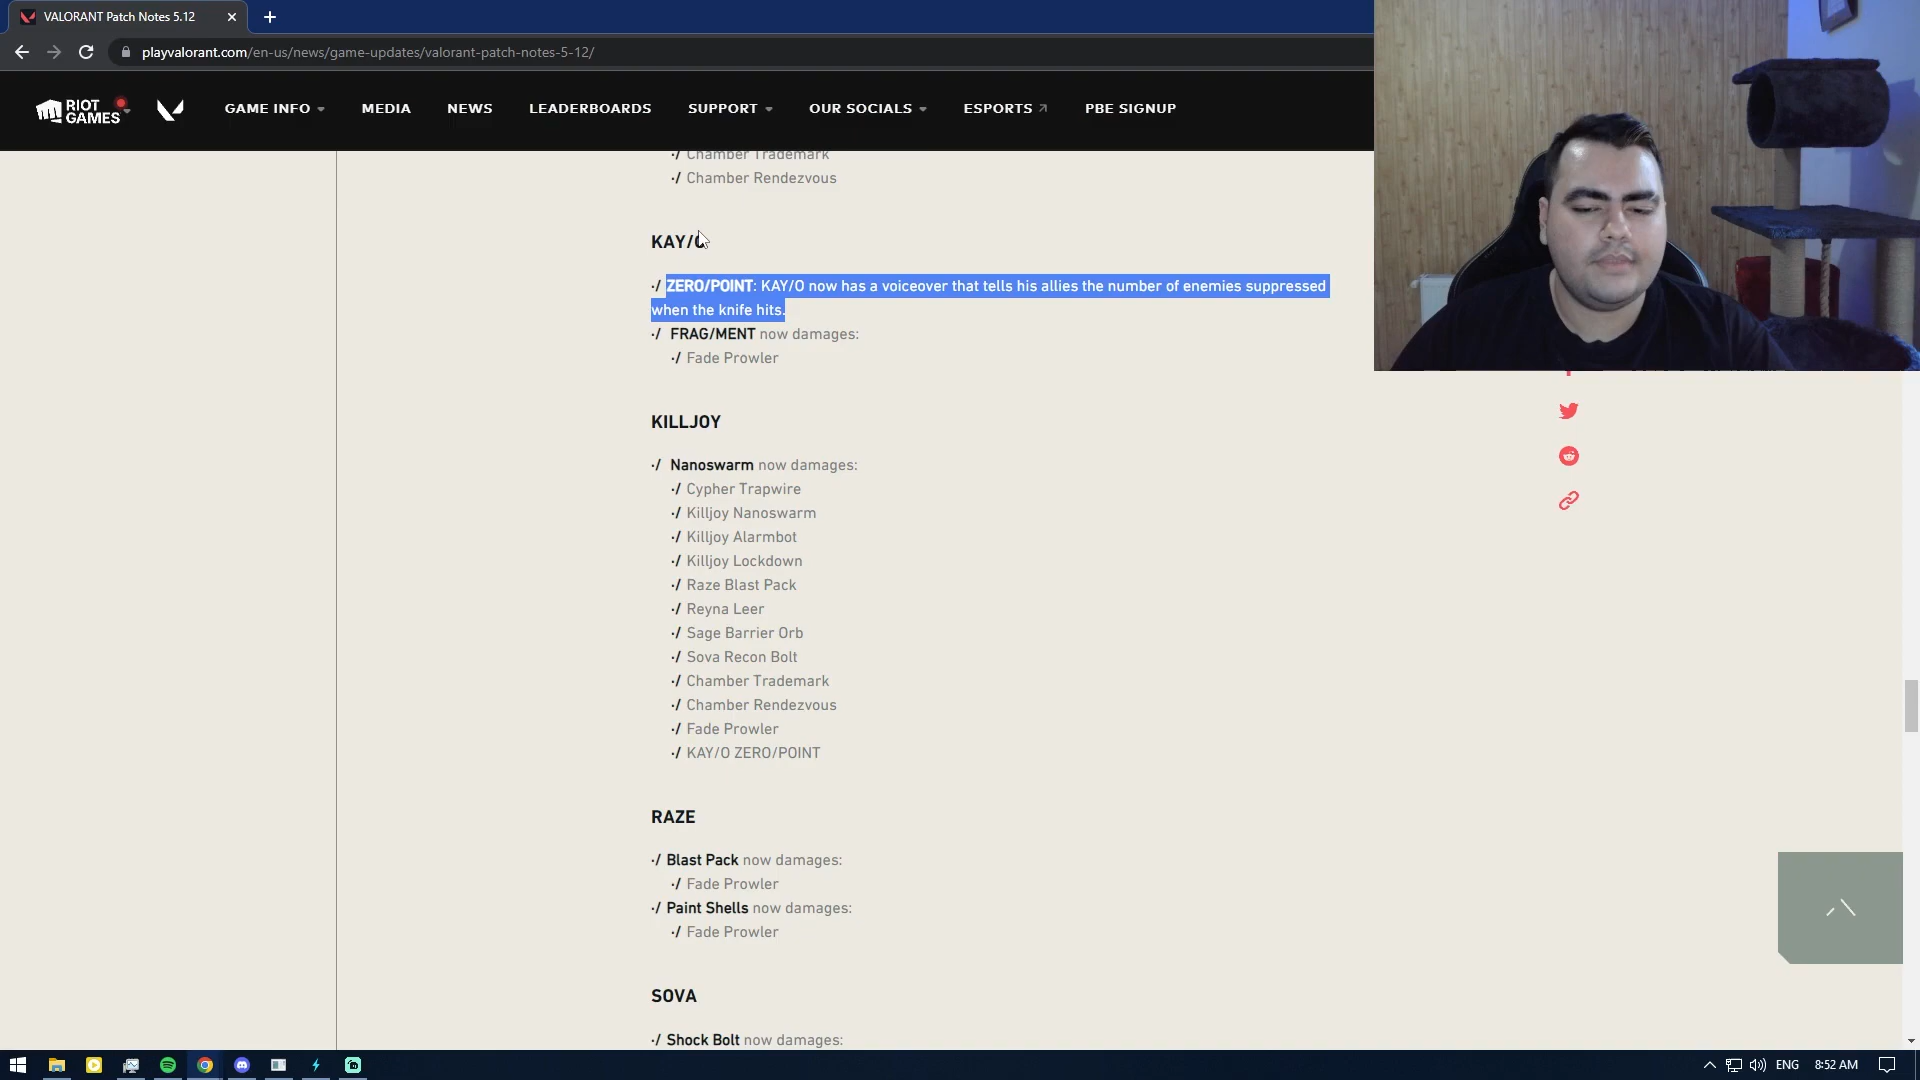 VALORANT Patch Notes 5.12
playvalorant.com/en-us/news/game-updates/valorant-patch-notes-5-12/
RIOT GAMES
GAME INFO MEDIA NEWS LEADERBOARDS SUPPORT OUR SOCIALS ESPORTS PBE SIGNUP
Chamber Trademark
Chamber Rendezvous
KAY/O
ZERO/POINT: KAY/O now has a voiceover that tells his allies the number of enemies suppressed
when the knife hits.
FRAG/MENT now damages:
Fade Prowler
KILLJOY
Nanoswarm now damages:
Cypher Trapwire
Killjoy Nanoswarm
Killjoy Alarmbot
Killjoy Lockdown
Raze Blast Pack
Reyna Leer
Sage Barrier Orb
Sova Recon Bolt
Chamber Trademark
Chamber Rendezvous
Fade Prowler
KAY/O ZERO/POINT
RAZE
Blast Pack now damages:
Fade Prowler
Paint Shells now damages:
Fade Prowler
SOVA
Shock Bolt now damages:
ENG 8:52 AM